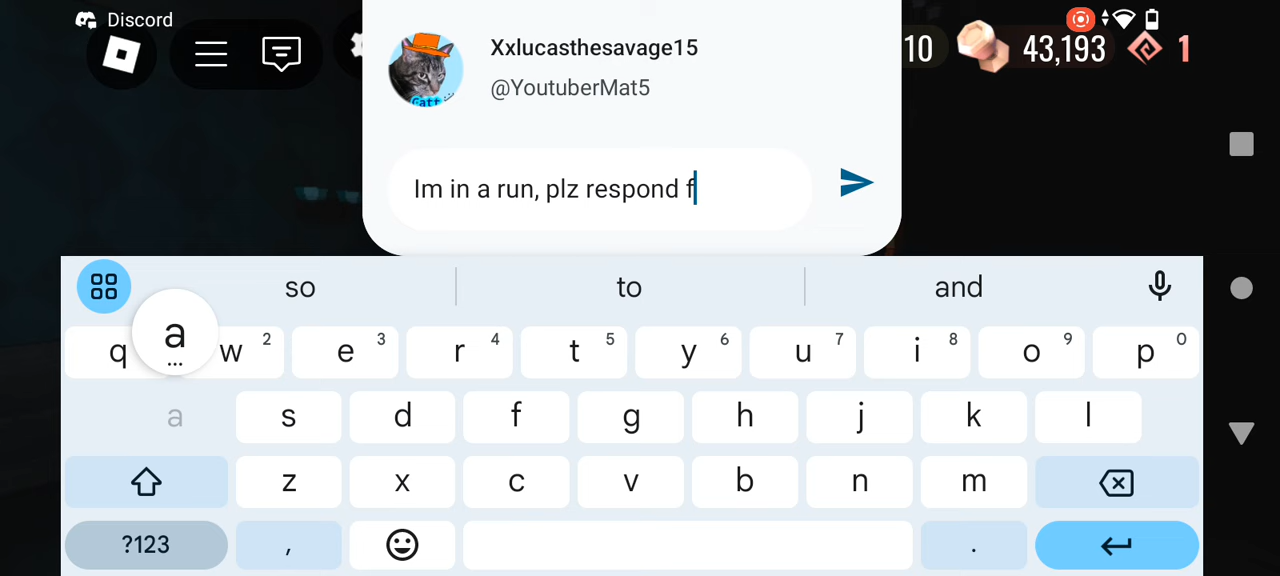 Discord
Xxlucasthesavage15
@YoutuberMat5
10
43,193
1
Im in a run, plz respond f
so
to
and
q
a
...
w 2
e 3
r 4
t 5
y 6
u 7
i 8
o 9
p 0
a
s
d
f
g
h
j
k
l
z
x
c
v
b
n
m
?123
,
.
Gatt